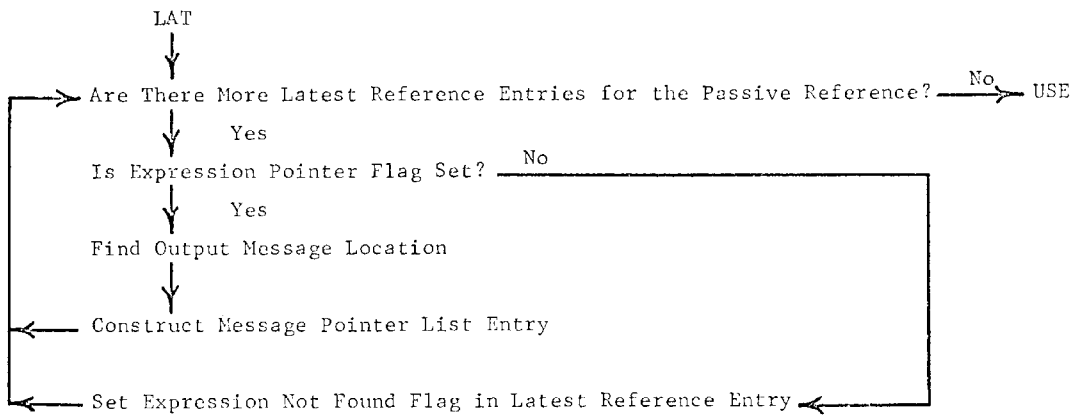 LAT
Are There More Latest Reference Entries for the Passive Reference? No USE
Yes
Is Expression Pointer Flag Set? No
Yes
Find Output Message Location
Construct Message Pointer List Entry
Set Expression Not Found Flag in Latest Reference Entry